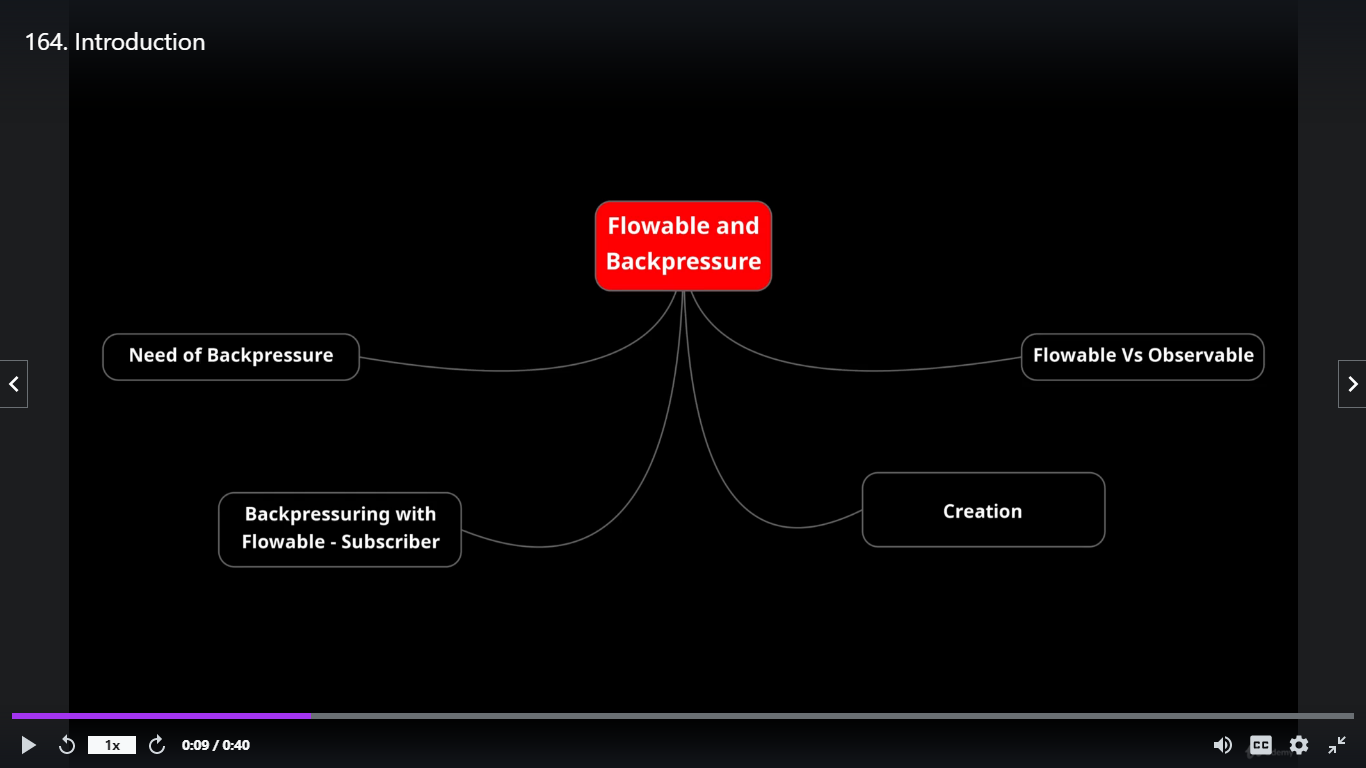 164. Introduction
Flowable and
Backpressure
Need of Backpressure
Flowable Vs Observable
Backpressuring with
Flowable - Subscriber
Creation
1x
0:09 / 0:40
CC